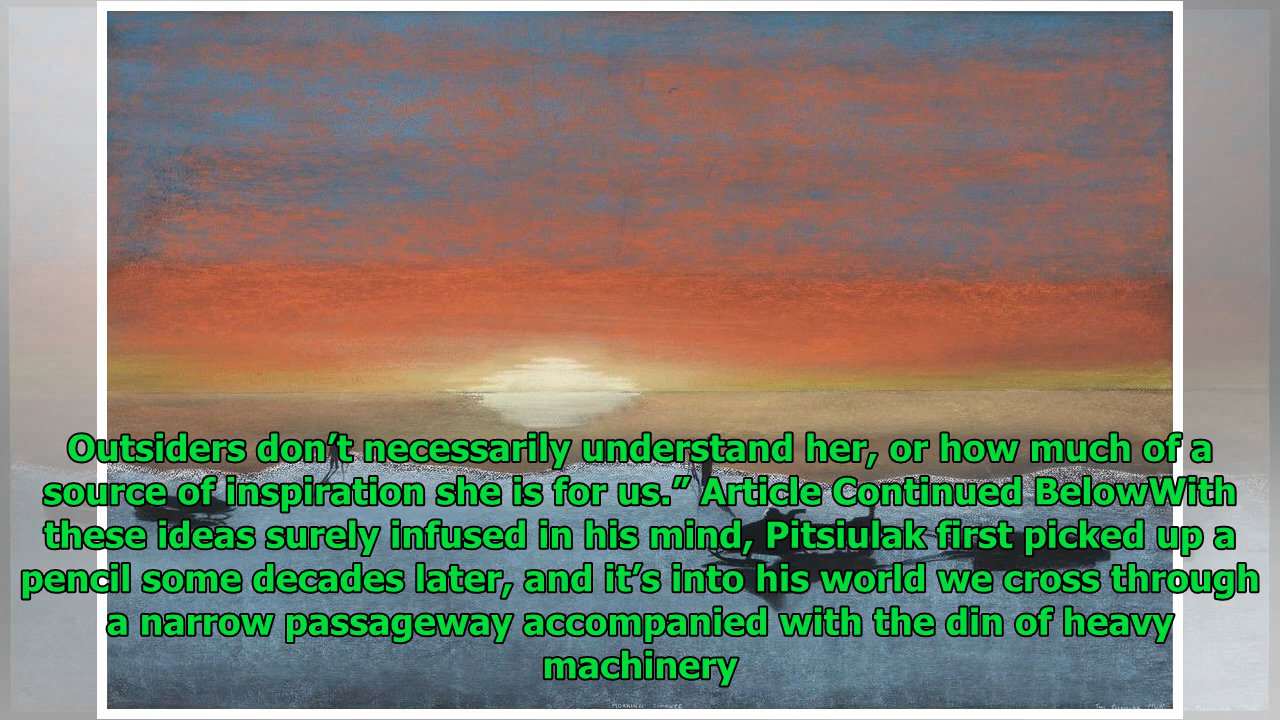 Outsiders don’t necessarily understand her, or how much of a
source of inspiration she is for us.” Article Continued BelowWith
these ideas surely infused in his mind, Pitsiulak first picked up a
pencil some decades later, and it’s into his world we cross through
a narrow passageway accompanied with the din of heavy
machinery